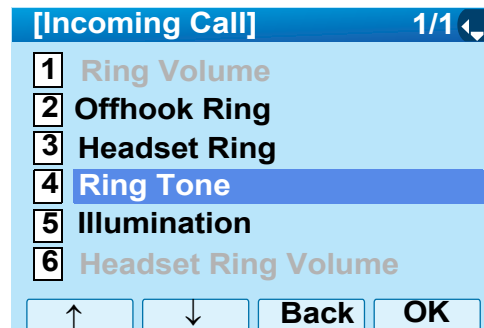 [Incoming Call] 1/1
1 Ring Volume
2 Offhook Ring
3 Headset Ring
4 Ring Tone
5 Illumination
6 Headset Ring Volume
↑ ↓ Back OK